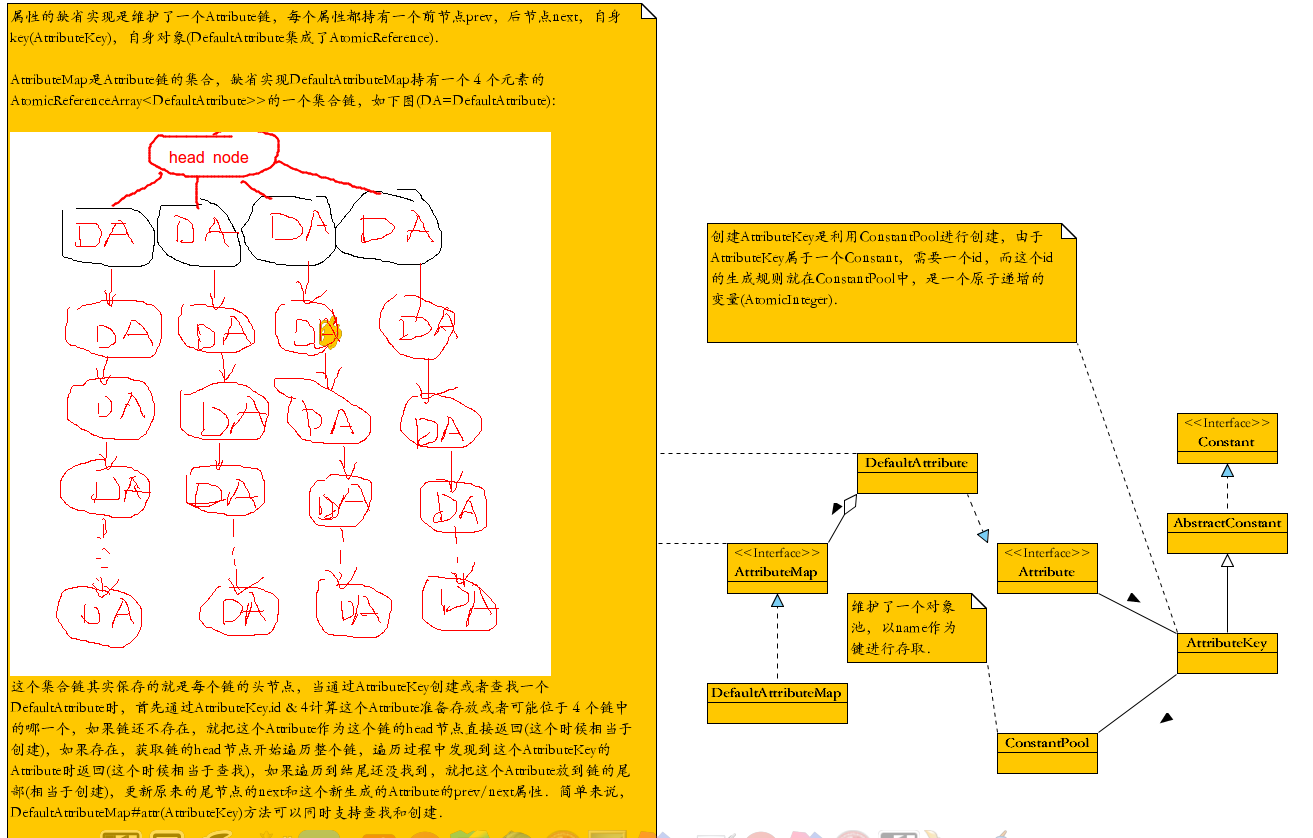 属性的缺省实现是维护了一个Attribute链，每个属性都持有一个前节点prev，后节点next，自身
key(AttributeKey)，自身对象(DefaultAttribute集成了AtomicReference).
AttributeMap是Attribute链的集合，缺省实现DefaultAttributeMap持有一个 4 个元素的
AtomicReferenceArray<DefaultAttribute>>的一个集合链，如下图(DA=DefaultAttribute):
head node
DA DA DA DA
DA DA DA DA
DA DA DA DA
DA DA DA DA
DA DA DA DA
这个集合链其实保存的就是每个链的头节点，当通过AttributeKey创建或者查找一个
DefaultAttribute时，首先通过AttributeKey.id & 4计算这个Attribute准备存放或者可能位于 4 个链中
的哪一个，如果链还不存在，就把这个Attribute作为这个链的head节点直接返回(这个时候相当于
创建)，如果存在，获取链的head节点开始遍历整个链，遍历过程中发现到这个AttributeKey的
Attribute时返回(这个时候相当于查找)，如果遍历到结尾还没找到，就把这个Attribute放到链的尾
部(相当于创建)，更新原来的尾节点的next和这个新生成的Attribute的prev/next属性．简单来说，
DefaultAttributeMap#attr(AttributeKey)方法可以同时支持查找和创建．
创建AttributeKey是利用ConstantPool进行创建，由于
AttributeKey属于一个Constant，需要一个id，而这个id
的生成规则就在ConstantPool中，是一个原子递增的
变量(AtomicInteger).
<<Interface>>
Constant
DefaultAttribute
AbstractConstant
<<Interface>>
AttributeMap
<<Interface>>
Attribute
维护了一个对象
池，以name作为
键进行存取．
AttributeKey
DefaultAttributeMap
ConstantPool